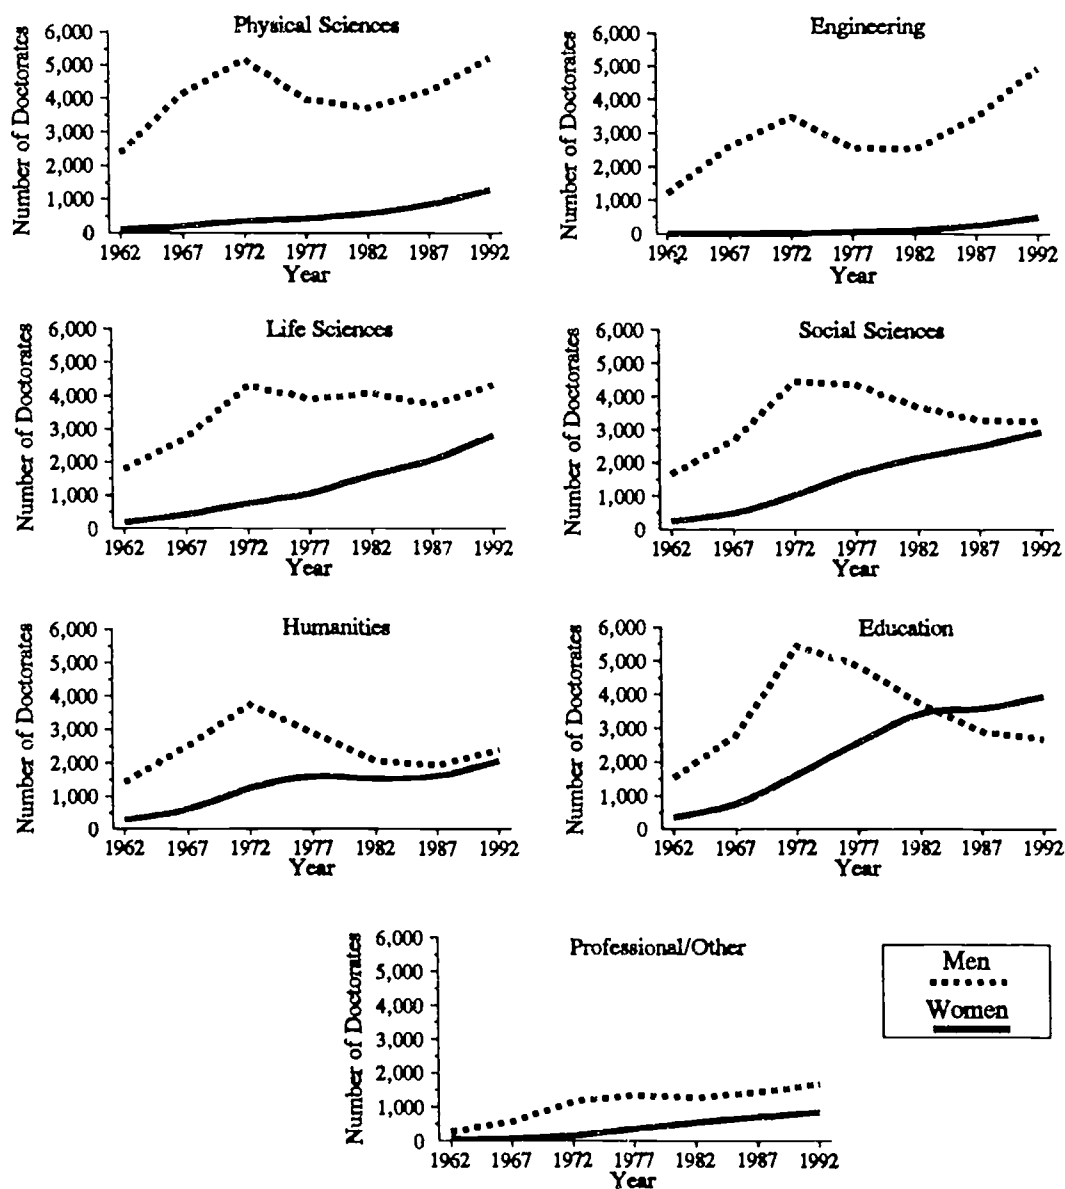 Physical Sciences
Number of Doctorates
6,000
5,000
4,000
3,000
2,000
1,000
0
1962 1967 1972 1977 1982 1987 1992
Year
Engineering
Number of Doctorates
6,000
5,000
4,000
3,000
2,000
1,000
0
1962 1967 1972 1977 1982 1987 1992
Year
Life Sciences
Number of Doctorates
6,000
5,000
4,000
3,000
2,000
1,000
0
1962 1967 1972 1977 1982 1987 1992
Year
Social Sciences
Number of Doctorates
6,000
5,000
4,000
3,000
2,000
1,000
0
1962 1967 1972 1977 1982 1987 1992
Year
Humanities
Number of Doctorates
6,000
5,000
4,000
3,000
2,000
1,000
0
1962 1967 1972 1977 1982 1987 1992
Year
Education
Number of Doctorates
6,000
5,000
4,000
3,000
2,000
1,000
0
1962 1967 1972 1977 1982 1987 1992
Year
Professional/Other
Number of Doctorates
6,000
5,000
4,000
3,000
2,000
1,000
0
1962 1967 1972 1977 1982 1987 1992
Year
Men
Women